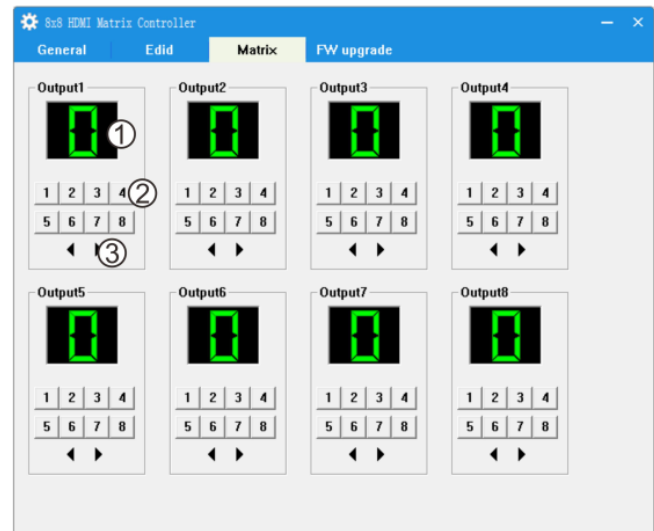 8x8 HDMI Matrix Controller
General Edid Matrix FW upgrade
Output1 Output2 Output3 Output4
0 ① 0 0 0
1 2 3 4 ② 1 2 3 4 1 2 3 4 1 2 3 4
5 6 7 8 5 6 7 8 5 6 7 8 5 6 7 8
③
Output5 Output6 Output7 Output8
0 0 0 0
1 2 3 4 1 2 3 4 1 2 3 4 1 2 3 4
5 6 7 8 5 6 7 8 5 6 7 8 5 6 7 8